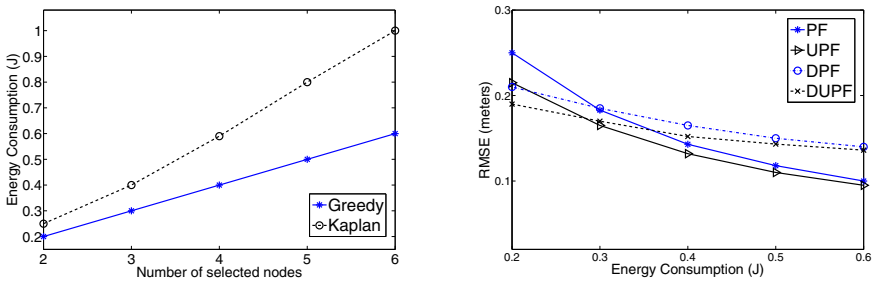 1
0.9
0.8
0.7
0.6
0.5
0.4
0.3
0.2
Energy Consumption (J)
2 3 4 5 6
Number of selected nodes
Greedy
Kaplan
0.3
0.2
0.1
RMSE (meters)
0.2 0.3 0.4 0.5 0.6
Energy Consumption (J)
PF
UPF
DPF
DUPF